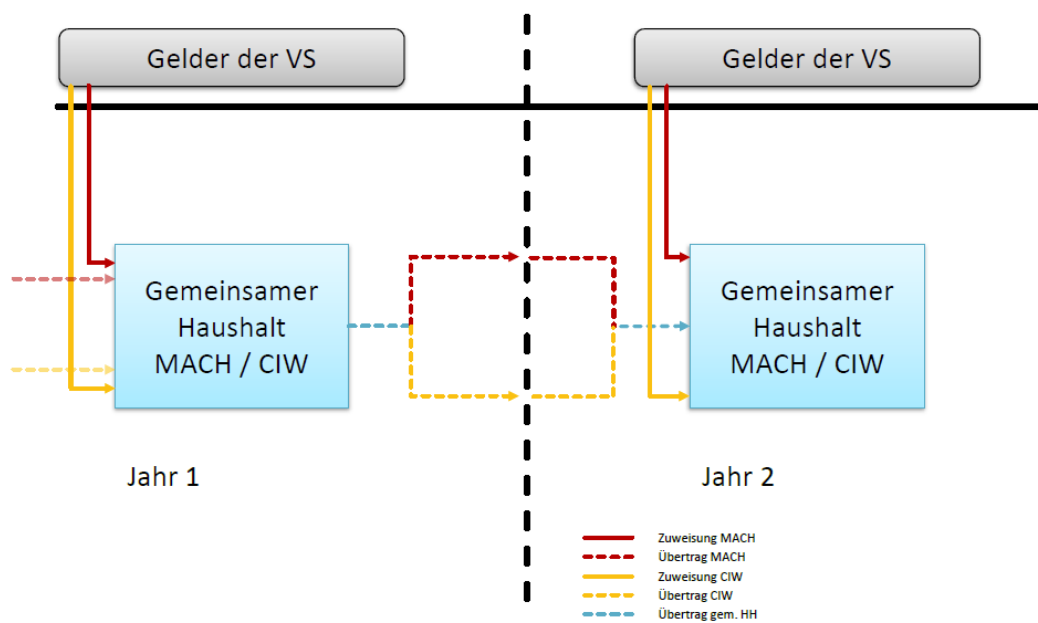 Gelder der VS
Gelder der VS
Gemeinsamer
Haushalt
MACH / CIW
Gemeinsamer
Haushalt
MACH / CIW
Jahr 1
Jahr 2
Zuweisung MACH
Übertrag MACH
Zuweisung CIW
Übertrag CIW
Übertrag gem. HH